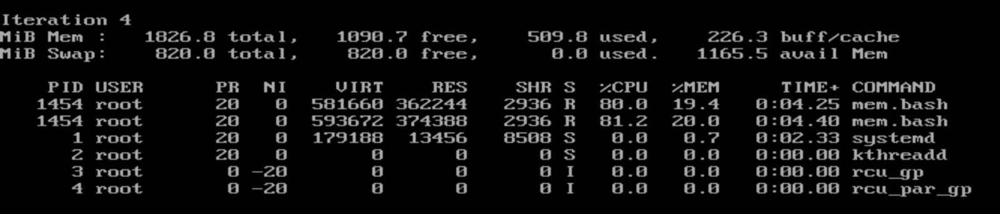 Iteration 4
MiB Mem :   1826.8 total,   1090.7 free,    509.8 used,    226.3 buff/cache
MiB Swap:    820.0 total,    820.0 free,      0.0 used.   1165.5 avail Mem
PID USER      PR  NI    VIRT    RES    SHR S  %CPU  %MEM     TIME+ COMMAND
1454 root      20   0  581660 362244   2936 R  80.0  19.4   0:04.25 mem.bash
1454 root      20   0  593672 374388   2936 R  81.2  20.0   0:04.40 mem.bash
1 root      20   0  179188  13456   8508 S   0.0   0.7   0:02.33 systemd
2 root      20   0       0      0      0 S   0.0   0.0   0:00.00 kthreadd
3 root       0 -20       0      0      0 I   0.0   0.0   0:00.00 rcu_gp
4 root       0 -20       0      0      0 I   0.0   0.0   0:00.00 rcu_par_gp